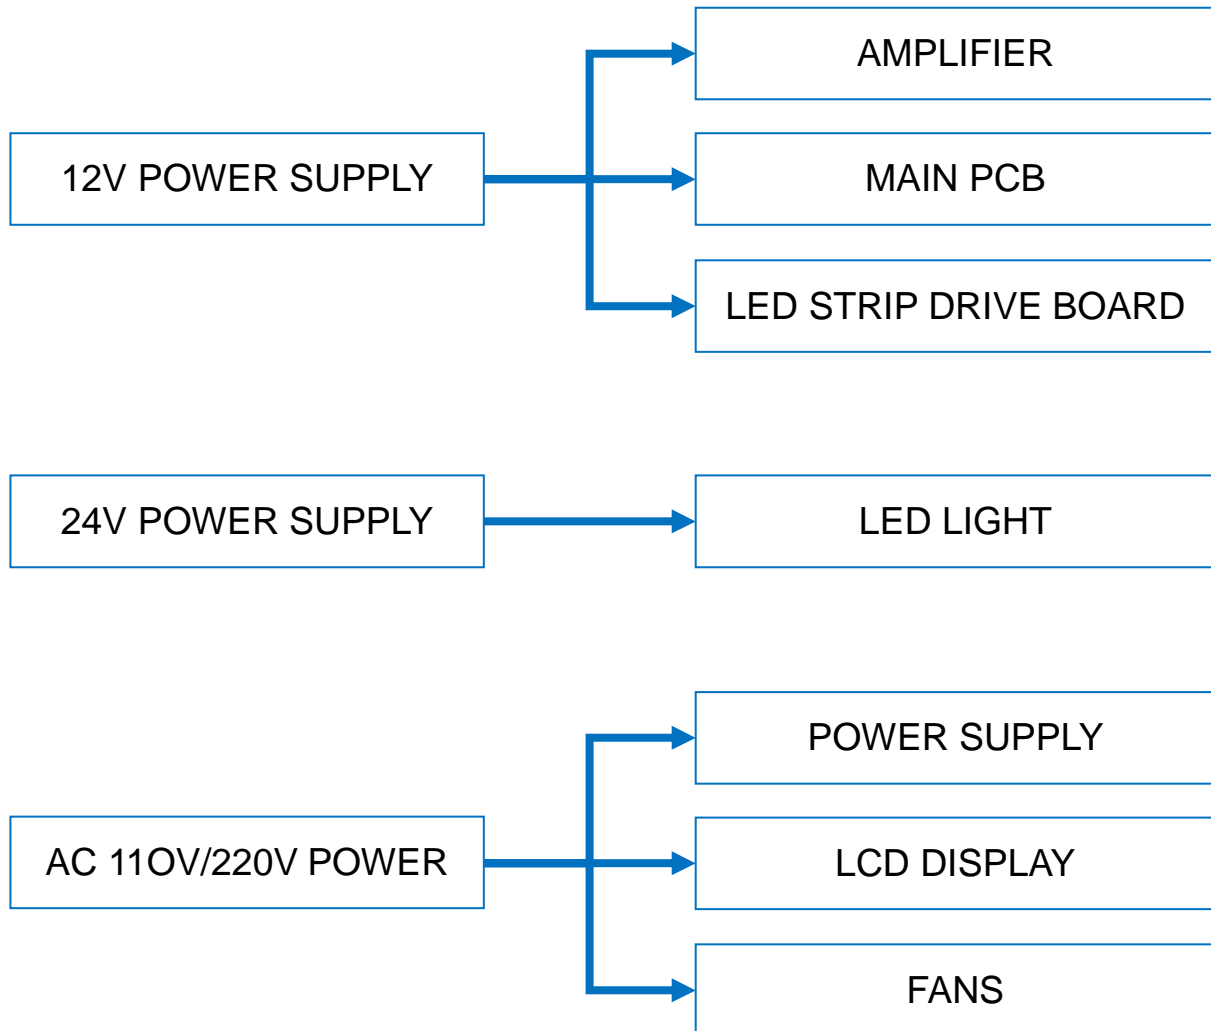 AMPLIFIER
12V POWER SUPPLY
MAIN PCB
LED STRIP DRIVE BOARD
24V POWER SUPPLY
LED LIGHT
POWER SUPPLY
AC 11OV/220V POWER
LCD DISPLAY
FANS